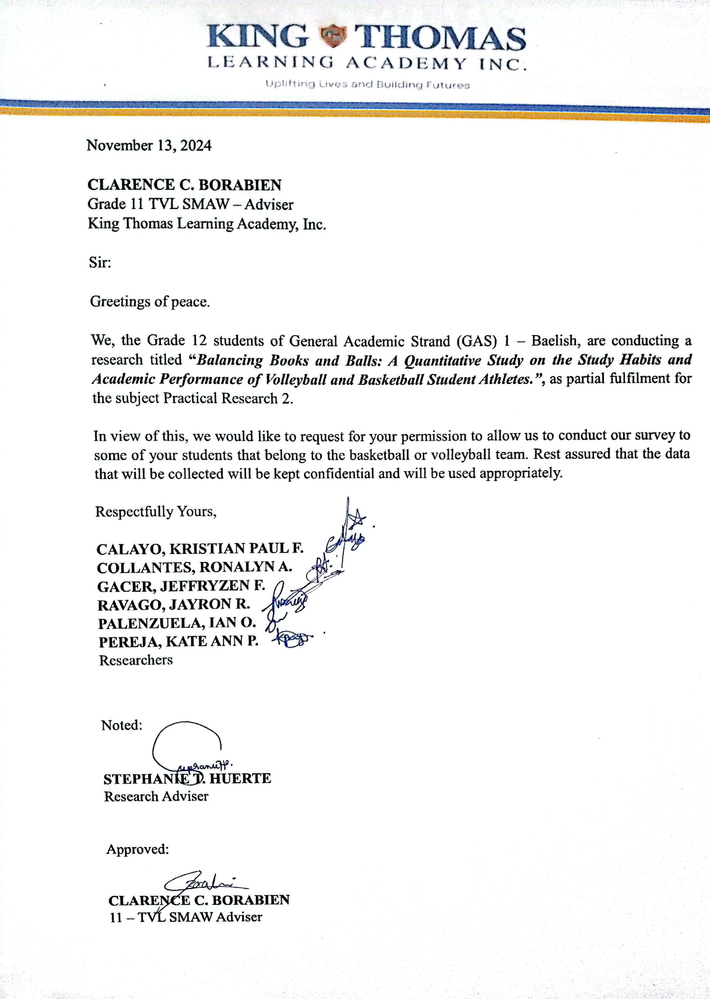 KING THOMAS
LEARNING ACADEMY INC.
Uplifting Lives and Building Futures
November 13, 2024
CLARENCE C. BORABIEN
Grade 11 TVL SMAW – Adviser
King Thomas Learning Academy, Inc.
Sir:
Greetings of peace.
We, the Grade 12 students of General Academic Strand (GAS) 1 – Baelish, are conducting a
research titled “Balancing Books and Balls: A Quantitative Study on the Study Habits and
Academic Performance of Volleyball and Basketball Student Athletes.”, as partial fulfilment for
the subject Practical Research 2.
In view of this, we would like to request for your permission to allow us to conduct our survey to
some of your students that belong to the basketball or volleyball team. Rest assured that the data
that will be collected will be kept confidential and will be used appropriately.
Respectfully Yours,
CALAYO, KRISTIAN PAUL F.
COLLANTES, RONALYN A.
GACER, JEFFRYZEN F.
RAVAGO, JAYRON R.
PALENZUELA, IAN O.
PEREJA, KATE ANN P.
Researchers
Noted:
STEPHANIE D. HUERTE
Research Adviser
Approved:
CLARENCE C. BORABIEN
11 – TVL SMAW Adviser